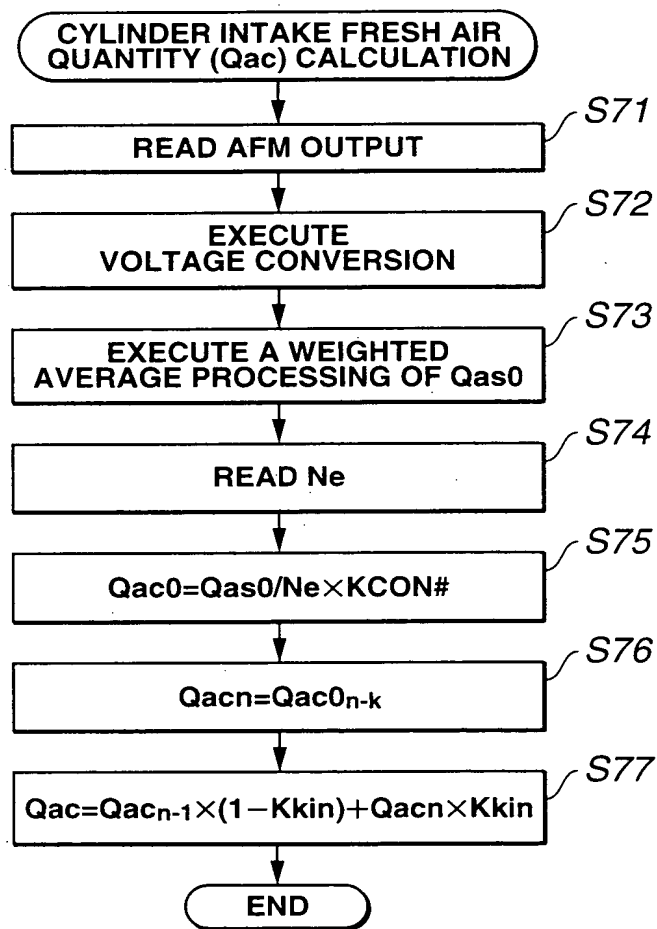 CYLINDER INTAKE FRESH AIR
QUANTITY (Qac) CALCULATION
S71
READ AFM OUTPUT
S72
EXECUTE
VOLTAGE CONVERSION
S73
EXECUTE A WEIGHTED
AVERAGE PROCESSING OF Qas0
S74
READ Ne
S75
Qac0=Qas0/Ne×KCON#
S76
Qacn=Qac0n-k
S77
Qac=Qacn-1×(1−Kkin)+Qacn×Kkin
END